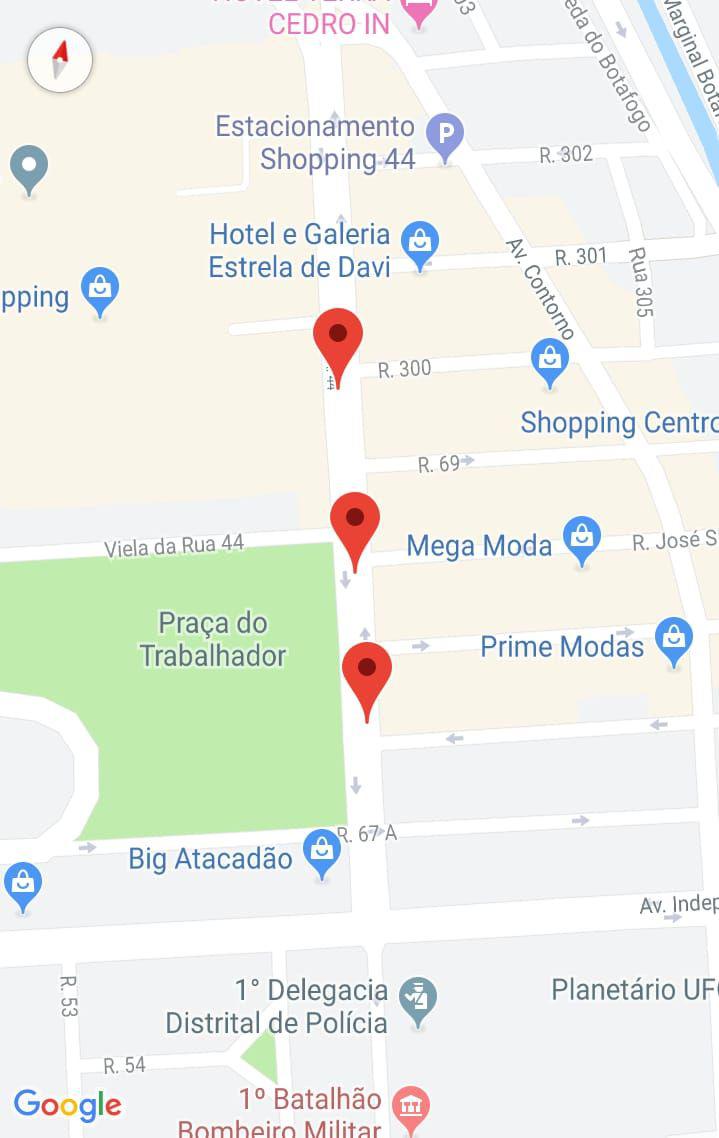 CEDRO IN
Estacionamento
Shopping 44
R. 302
Hotel e Galeria
Estrela de Davi
R. 301
Av. Contorno
Rua 305
pping
R. 300
Shopping Centro
R. 69
Viela da Rua 44
Mega Moda
R. José S
Praça do
Trabalhador
Prime Modas
R. 67 A
Big Atacadão
Av. Indep
R. 53
1° Delegacia
Distrital de Polícia
Planetário UF
R. 54
Google
1º Batalhão
Bombeiro Militar
eda do Botafogo
Marginal Bota